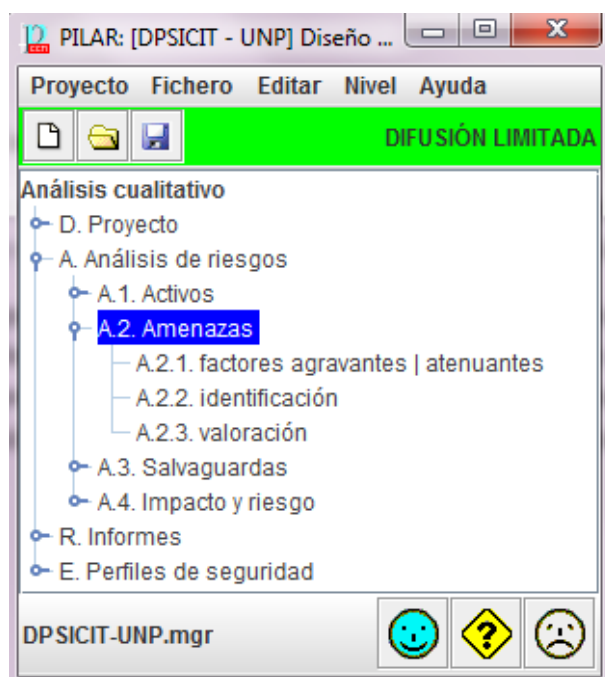 PILAR: [DPSICIT - UNP] Diseño ...
Proyecto Fichero Editar Nivel Ayuda
DIFUSIÓN LIMITADA
Análisis cualitativo
D. Proyecto
A. Análisis de riesgos
A.1. Activos
A.2. Amenazas
A.2.1. factores agravantes | atenuantes
A.2.2. identificación
A.2.3. valoración
A.3. Salvaguardas
A.4. Impacto y riesgo
R. Informes
E. Perfiles de seguridad
DPSICIT-UNP.mgr